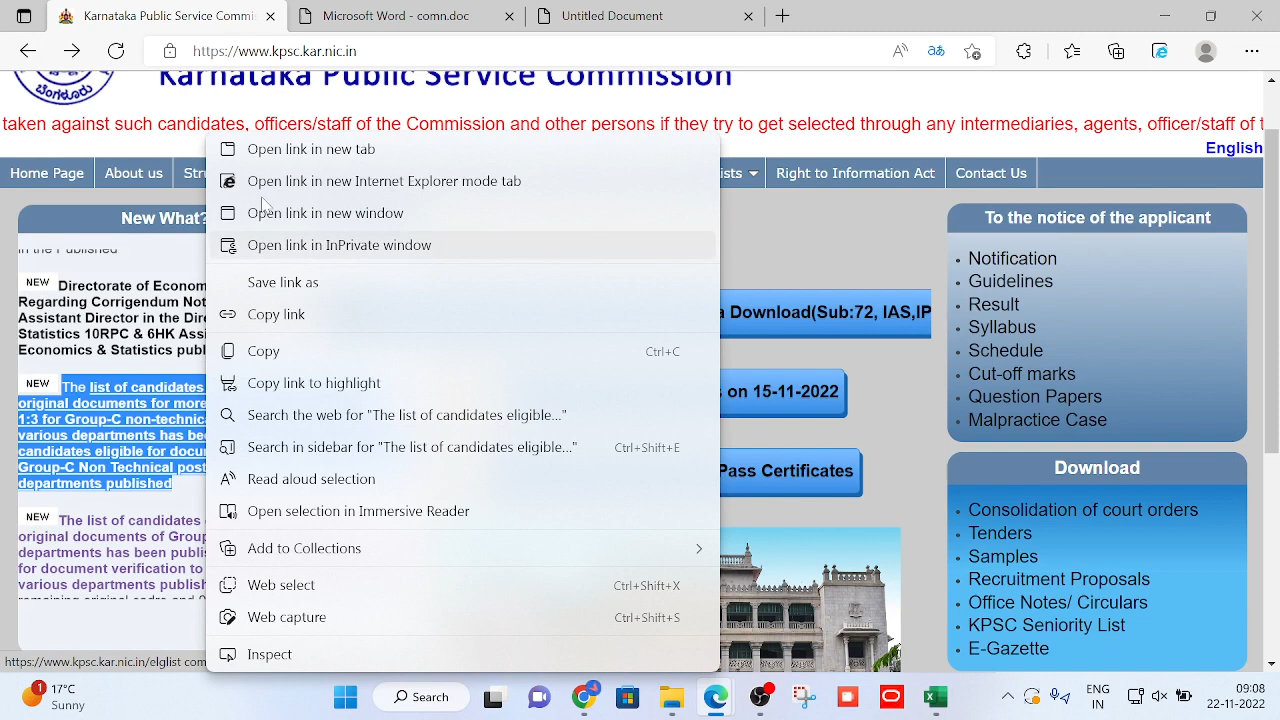 Karnataka Public Service Commis
Microsoft Word - Document
Untitled Document
https://www.kpsc.kar.nic.in
Karnataka Public Service Commission
ಬೆಂಗಳೂರು
taken against such candidates, officers/staff of the Commission and other persons if they try to get selected through any intermediaries, agents, officer/staff of t
English
Home Page
About us
Stru
ists
Right to Information Act
Contact Us
New What?
in the Published
NEW Directorate of Econom
Regarding Corrigendum Not
Assistant Director in the Dire
Statistics 10RPC & 6HK Assi
Economics & Statistics publ
NEW The list of candidates
original documents for more
1:3 for Group-C non-technica
various departments has bee
candidates eligible for docu
Group-C Non Technical post
departments published
NEW The list of candidates
original documents of Group
departments has been publis
for document verification to
various departments publish
Open link in new tab
Open link in new Internet Explorer mode tab
Open link in new window
Open link in InPrivate window
Save link as
Copy link
Copy Ctrl+C
Copy link to highlight
Search the web for "The list of candidates eligible..."
Search in sidebar for "The list of candidates eligible..." Ctrl+Shift+E
Read aloud selection
Open selection in Immersive Reader
Add to Collections
Web select Ctrl+Shift+X
Web capture Ctrl+Shift+S
Inspect
a Download(Sub:72, IAS,IP
s on 15-11-2022
Pass Certificates
To the notice of the applicant
Notification
Guidelines
Result
Syllabus
Schedule
Cut-off marks
Question Papers
Malpractice Case
Download
Consolidation of court orders
Tenders
Samples
Recruitment Proposals
Office Notes/ Circulars
KPSC Seniority List
E-Gazette
https://www.kpsc.kar.nic.in/elglist com
1
17°C
Sunny
Search
ENG
IN
09:08
22-11-2022